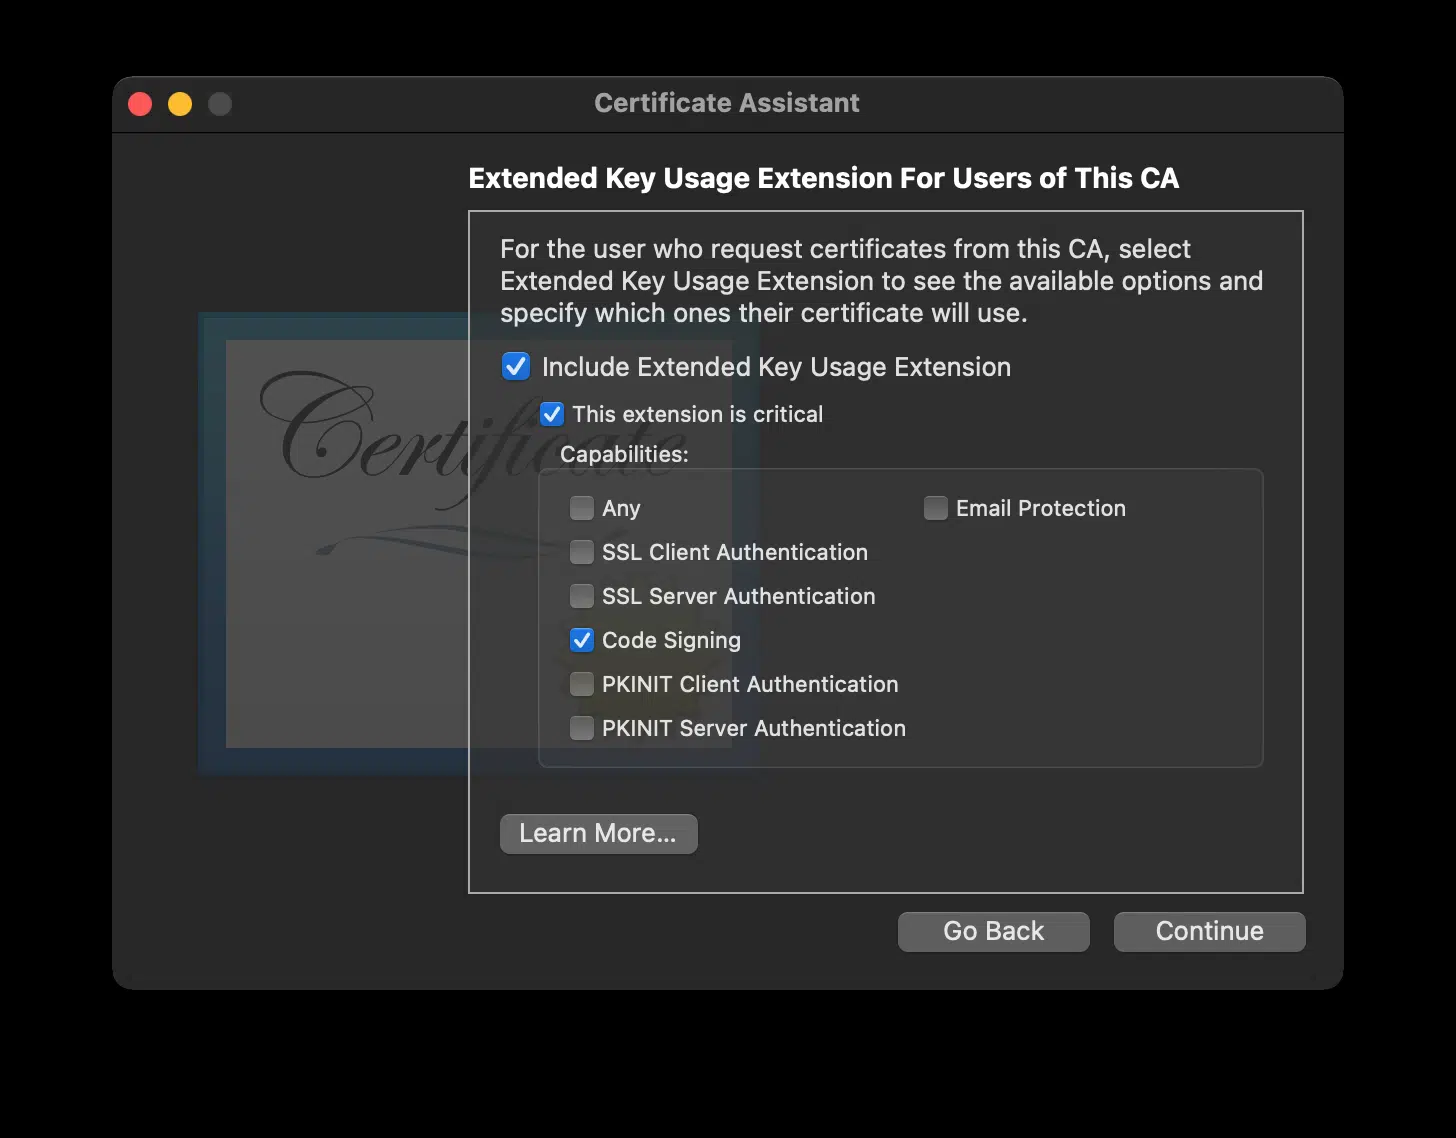 Certificate Assistant
Extended Key Usage Extension For Users of This CA
For the user who request certificates from this CA, select
Extended Key Usage Extension to see the available options and
specify which ones their certificate will use.
Include Extended Key Usage Extension
This extension is critical
Certificate
Capabilities:
Any
Email Protection
SSL Client Authentication
SSL Server Authentication
Code Signing
PKINIT Client Authentication
PKINIT Server Authentication
Learn More...
Go Back
Continue